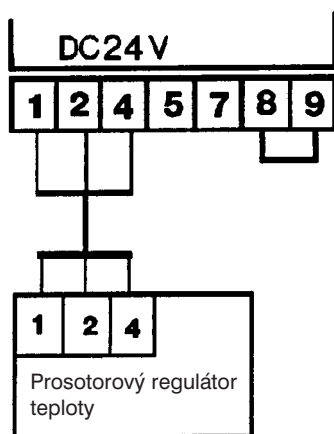 DC24V
1 2 4 5 7 8 9
1 2 4
Prosotorový regulátor
teploty